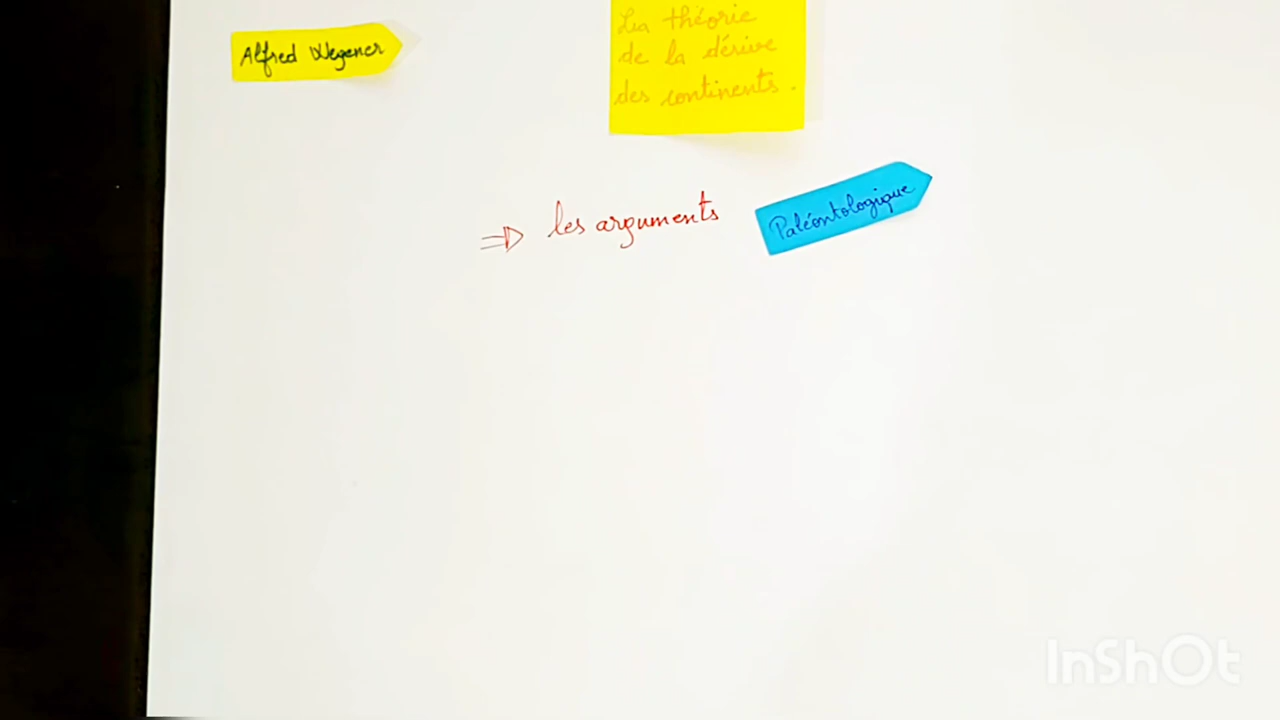 Alfred Wegener
La théorie
de la dérive
des continents.
⇒ les arguments
Paléontologique
InShOt